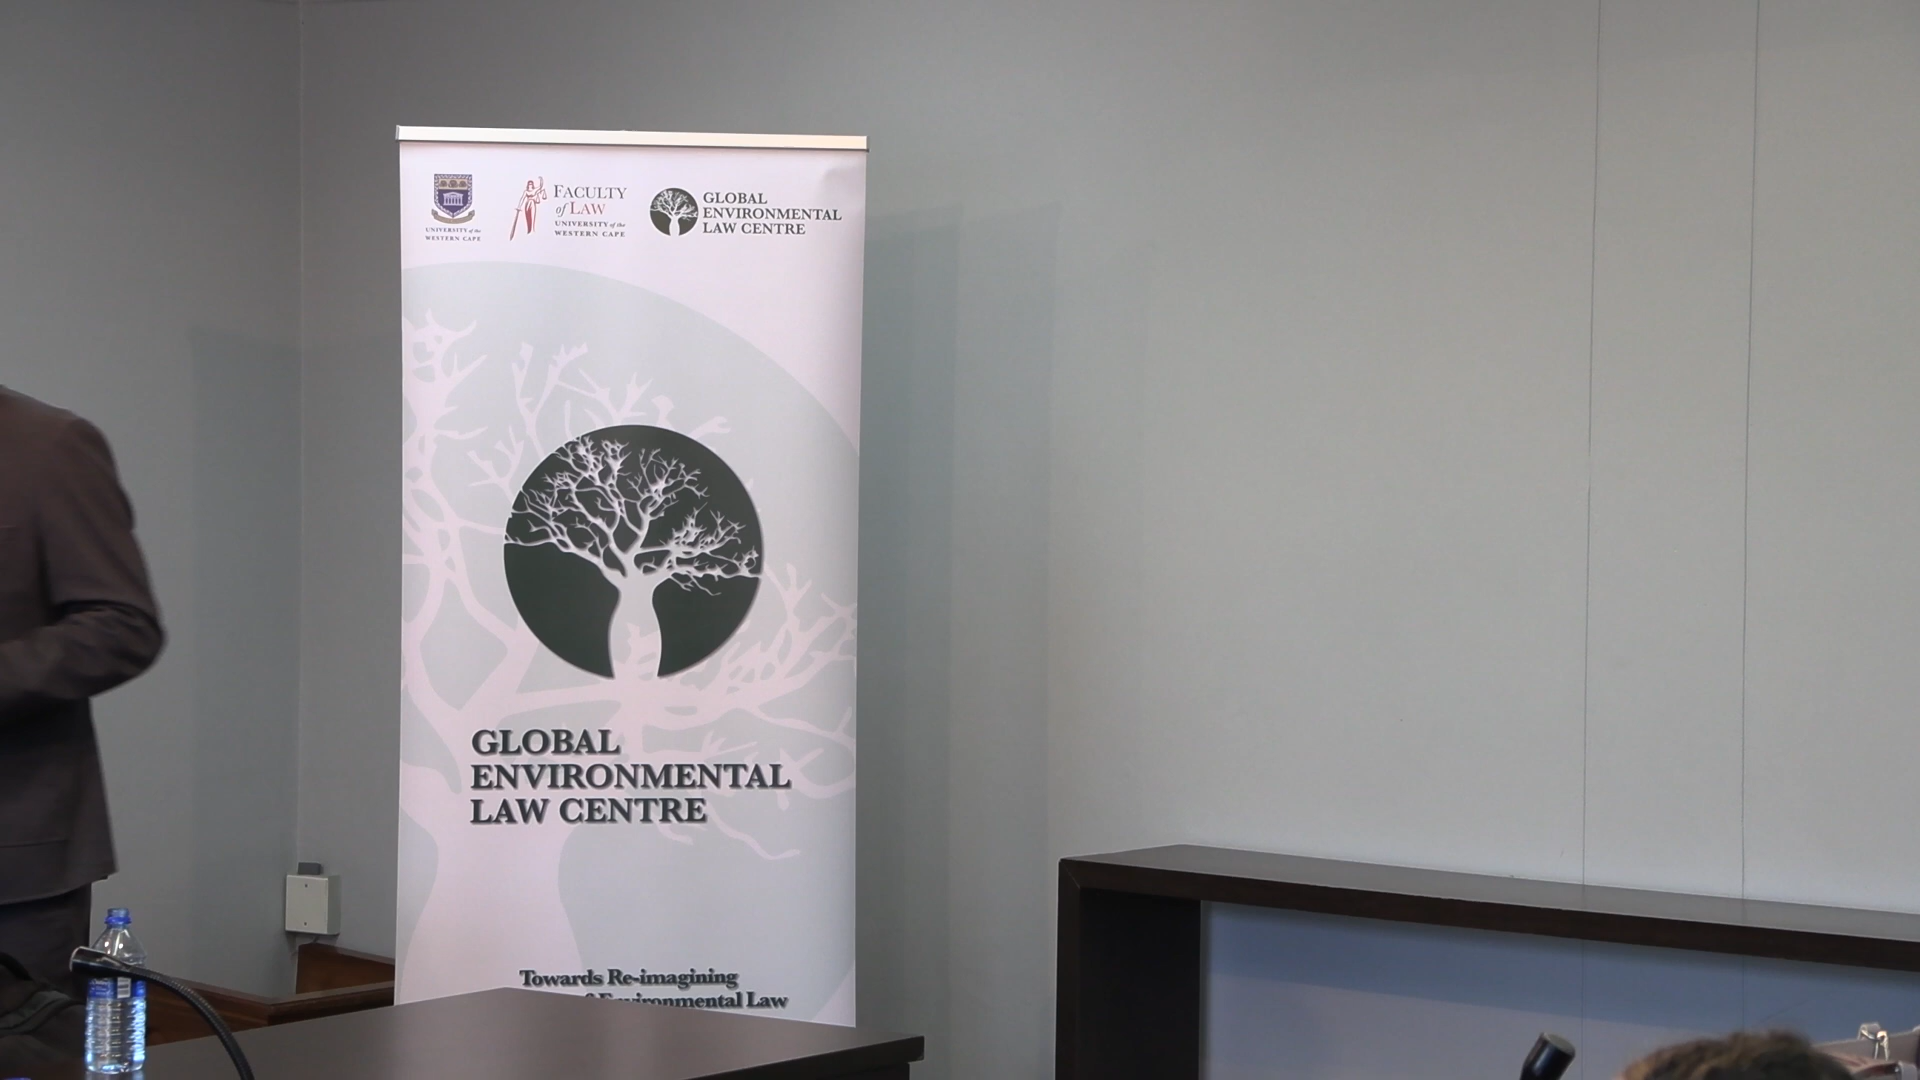 UNIVERSITY of the
WESTERN CAPE
FACULTY
of LAW
UNIVERSITY of the
WESTERN CAPE
GLOBAL
ENVIRONMENTAL
LAW CENTRE
GLOBAL
ENVIRONMENTAL
LAW CENTRE
Towards Re-imagining
Environmental Law